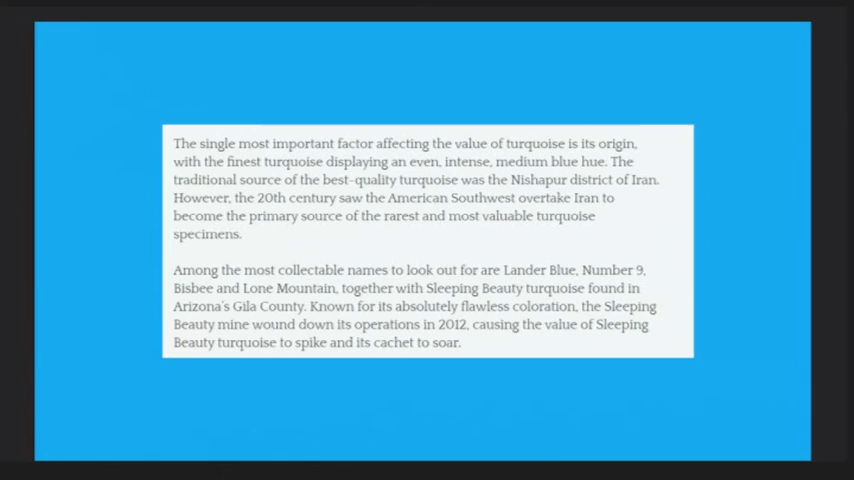 The single most important factor affecting the value of turquoise is its origin,
with the finest turquoise displaying an even, intense, medium blue hue. The
traditional source of the best-quality turquoise was the Nishapur district of Iran.
However, the 20th century saw the American Southwest overtake Iran to
become the primary source of the rarest and most valuable turquoise
specimens.
Among the most collectable names to look out for are Lander Blue, Number 9,
Bisbee and Lone Mountain, together with Sleeping Beauty turquoise found in
Arizona's Gila County. Known for its absolutely flawless coloration, the Sleeping
Beauty mine wound down its operations in 2012, causing the value of Sleeping
Beauty turquoise to spike and its cachet to soar.